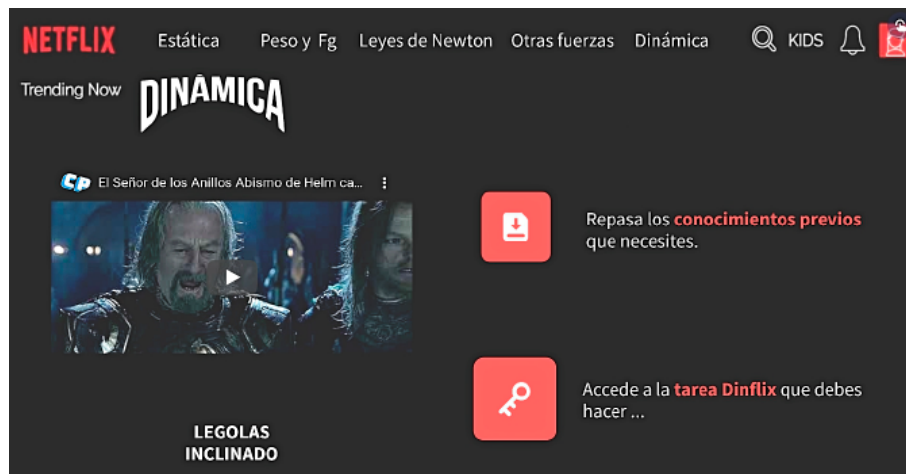 NETFLIX
Estática Peso y Fg Leyes de Newton Otras fuerzas Dinámica KIDS
Trending Now
DINÁMICA
CP El Señor de los Anillos Abismo de Helm ca...
Repasa los conocimientos previos
que necesites.
Accede a la tarea Dinflix que debes
hacer ...
LEGOLAS
INCLINADO